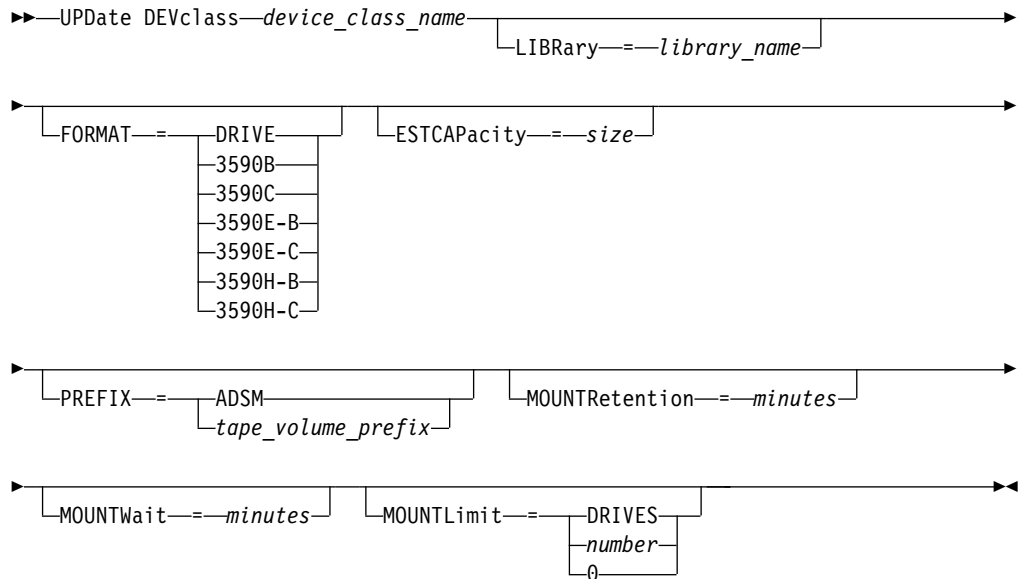 UPDate DEVclass device_class_name
LIBRary = library_name
FORMAT = DRIVE
3590B
3590C
3590E-B
3590E-C
3590H-B
3590H-C
ESTCAPacity = size
PREFIX = ADSM
tape_volume_prefix
MOUNTRetention = minutes
MOUNTWait = minutes
MOUNTLimit = DRIVES
number
0